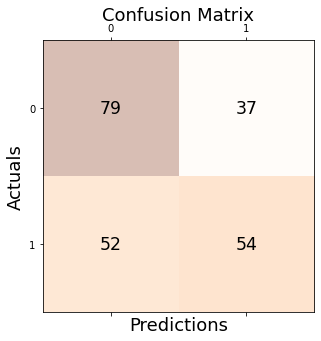 Confusion Matrix
0 1
0 79 37
Actuals
1 52 54
Predictions